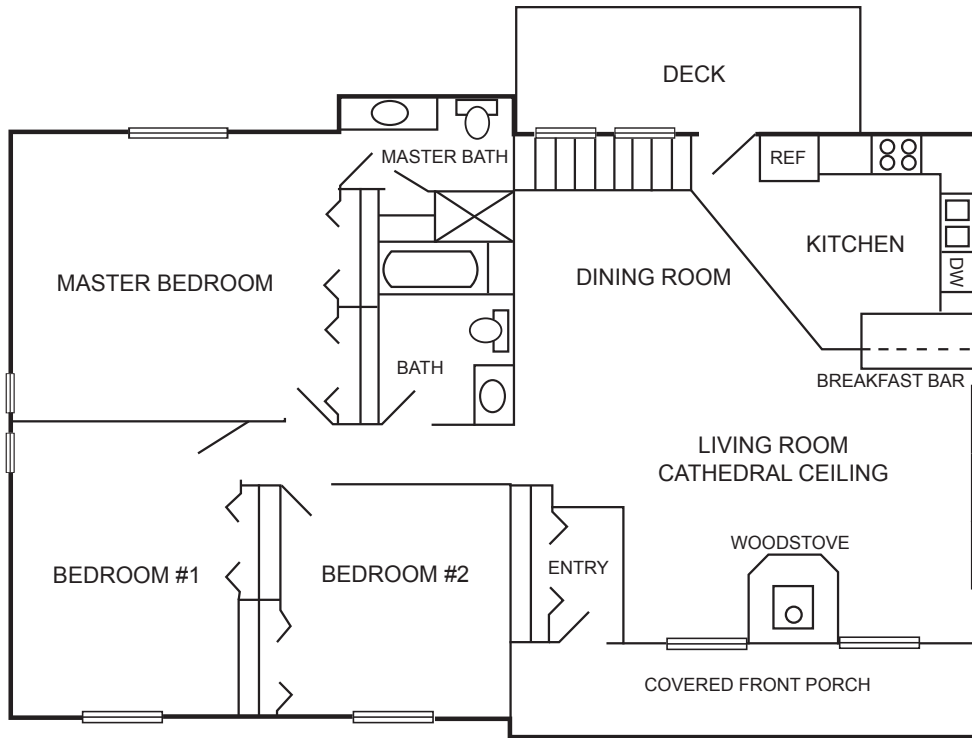 DECK
MASTER BATH
REF
KITCHEN
MASTER BEDROOM
DINING ROOM
DW
BATH
BREAKFAST BAR
LIVING ROOM
CATHEDRAL CEILING
WOODSTOVE
BEDROOM #1
BEDROOM #2
ENTRY
COVERED FRONT PORCH